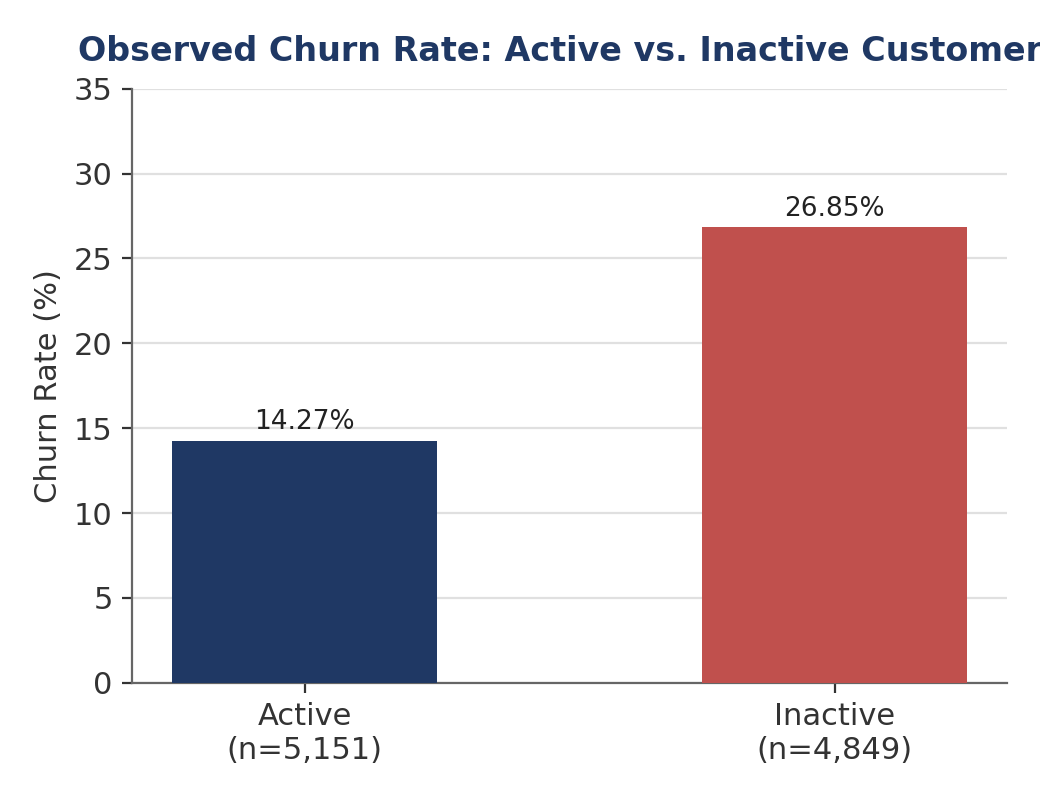 Observed Churn Rate: Active vs. Inactive Customer
35
30
25
20
15
10
5
0
Churn Rate (%)
14.27%
26.85%
Active
(n=5,151)
Inactive
(n=4,849)